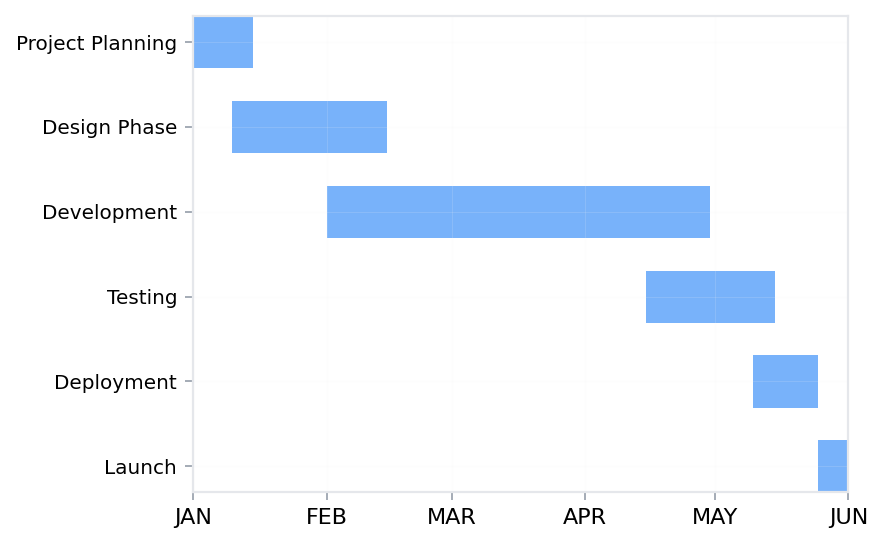 Project Planning
Design Phase
Development
Testing
Deployment
Launch
JAN FEB MAR APR MAY JUN